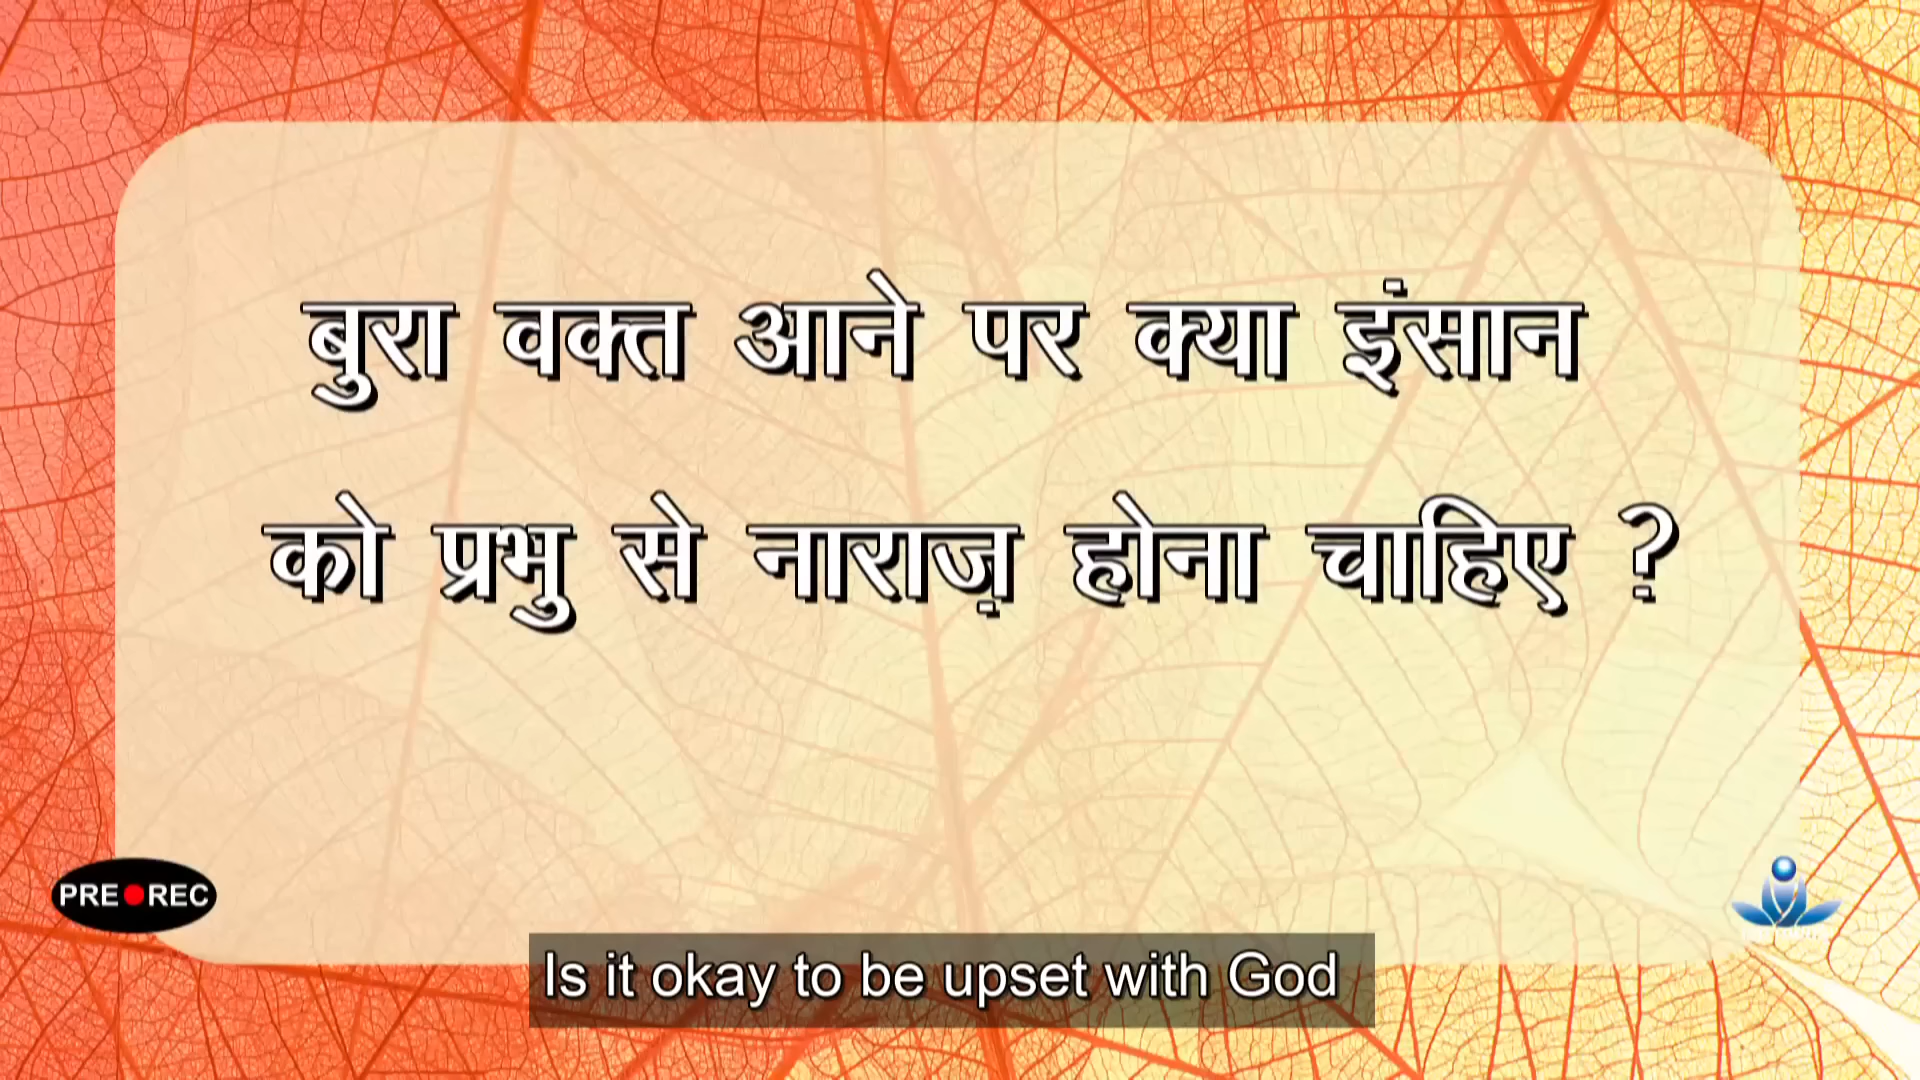 बुरा वक्त आने पर क्या इंसान
को प्रभु से नाराज़ होना चाहिए ?
PRE REC
Is it okay to be upset with God